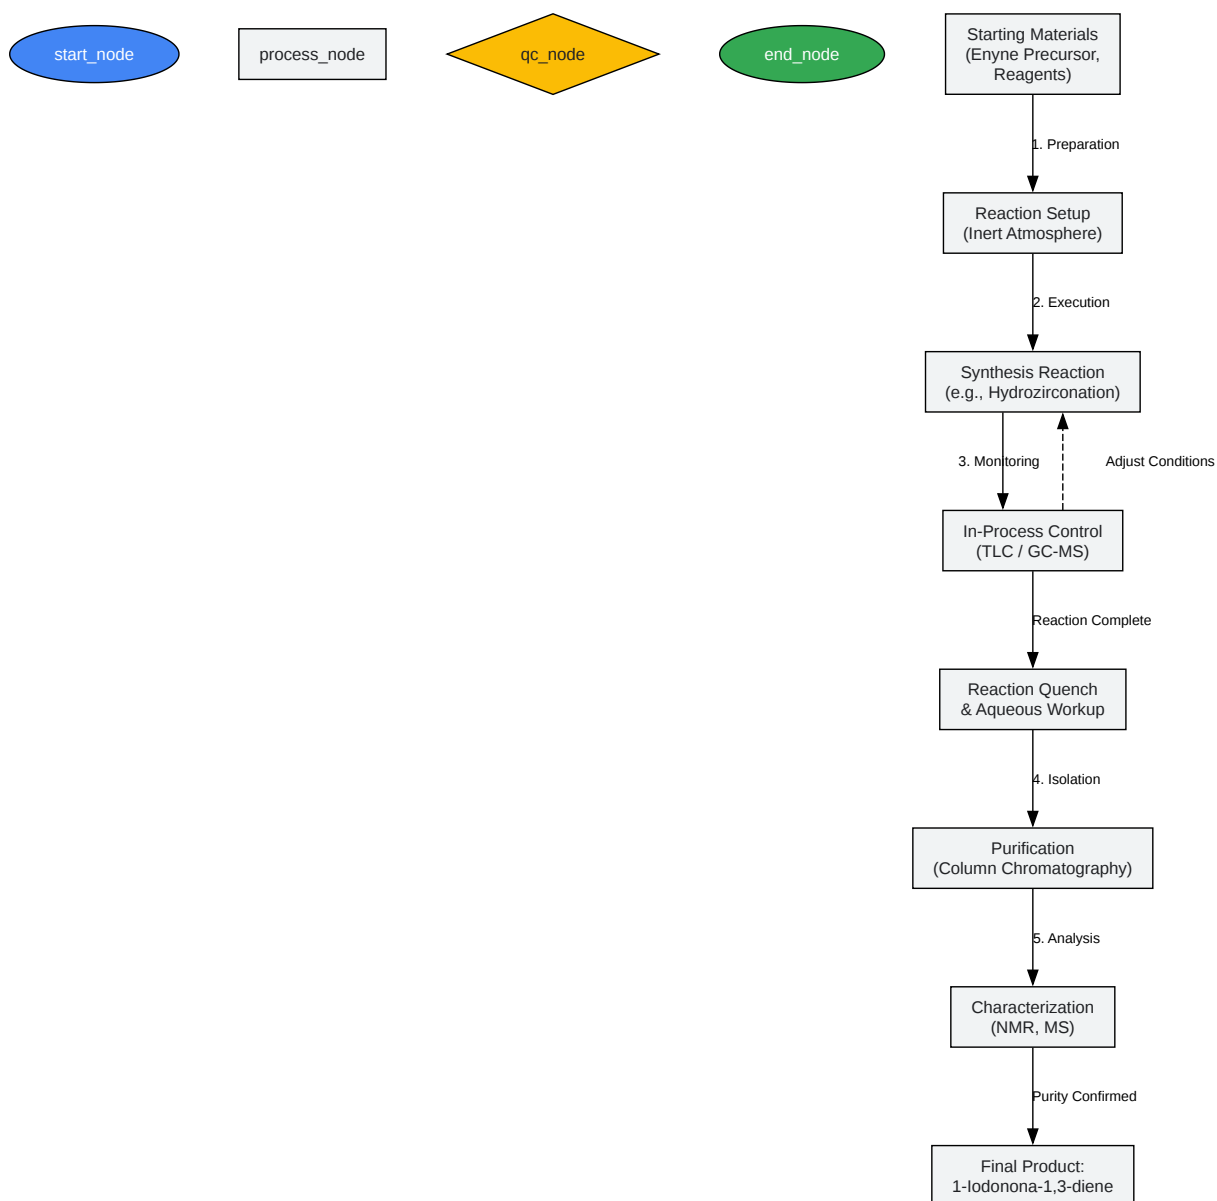 start_node
process_node
qc_node
end_node
Starting Materials
(Enyne Precursor,
Reagents)
1. Preparation
Reaction Setup
(Inert Atmosphere)
2. Execution
Synthesis Reaction
(e.g., Hydrozirconation)
3. Monitoring
Adjust Conditions
In-Process Control
(TLC / GC-MS)
Reaction Complete
Reaction Quench
& Aqueous Workup
4. Isolation
Purification
(Column Chromatography)
5. Analysis
Characterization
(NMR, MS)
Purity Confirmed
Final Product:
1-Iodonona-1,3-diene